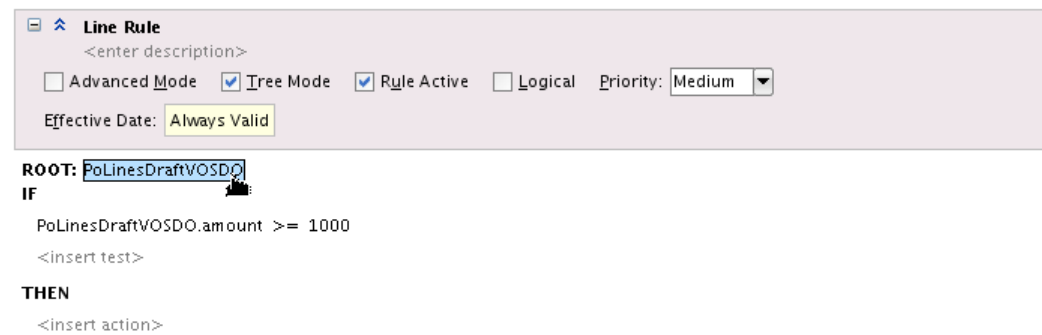 Line Rule
<enter description>
Advanced Mode Tree Mode Rule Active Logical Priority: Medium
Effective Date: Always Valid
ROOT: PoLinesDraftVOSDO
IF
PoLinesDraftVOSDO.amount >= 1000
<insert test>
THEN
<insert action>